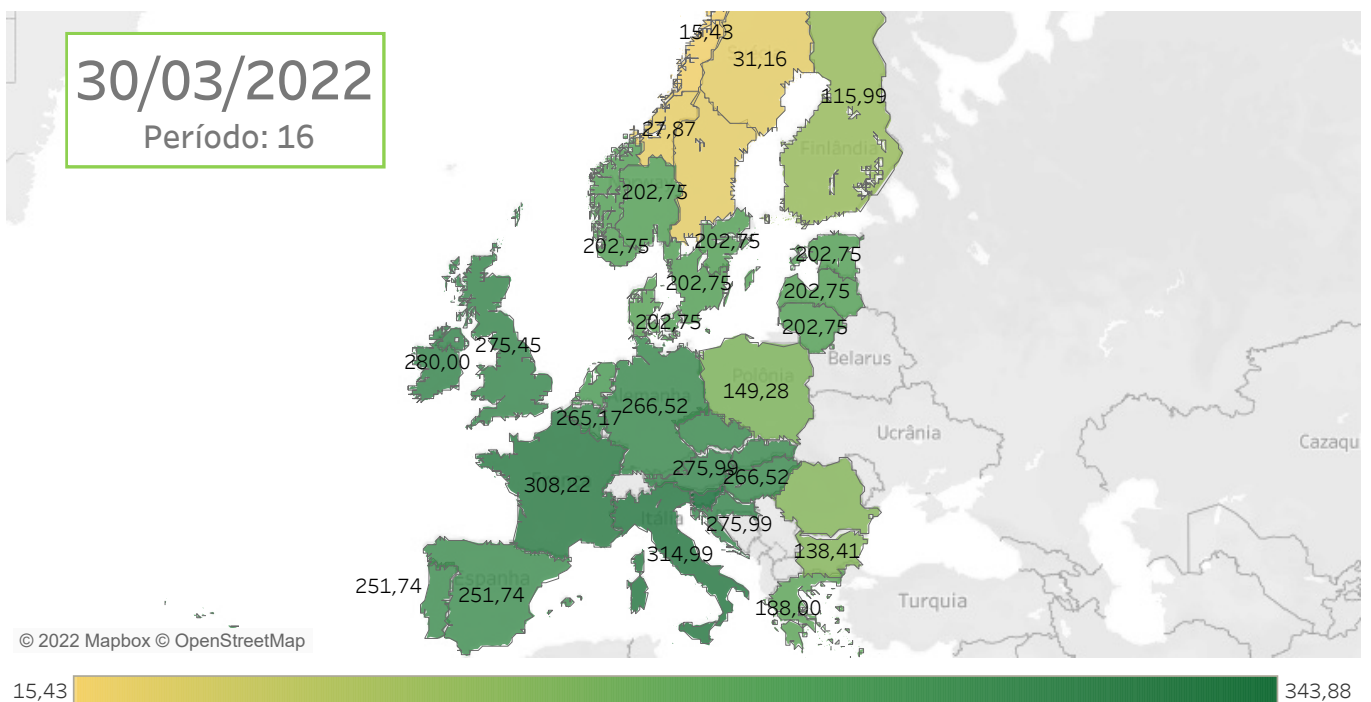 30/03/2022
Período: 16
15,43
31,16
115,99
27,87
Finlândia
202,75
202,75
202,75
202,75
202,75
202,75
202,75
202,75
Belarus
280,00
275,45
Polônia
149,28
266,52
265,17
Ucrânia
Cazaqu
275,99
266,52
308,22
Itália
275,99
314,99
138,41
251,74
Espanha
251,74
188,00
Turquia
© 2022 Mapbox © OpenStreetMap
15,43
343,88